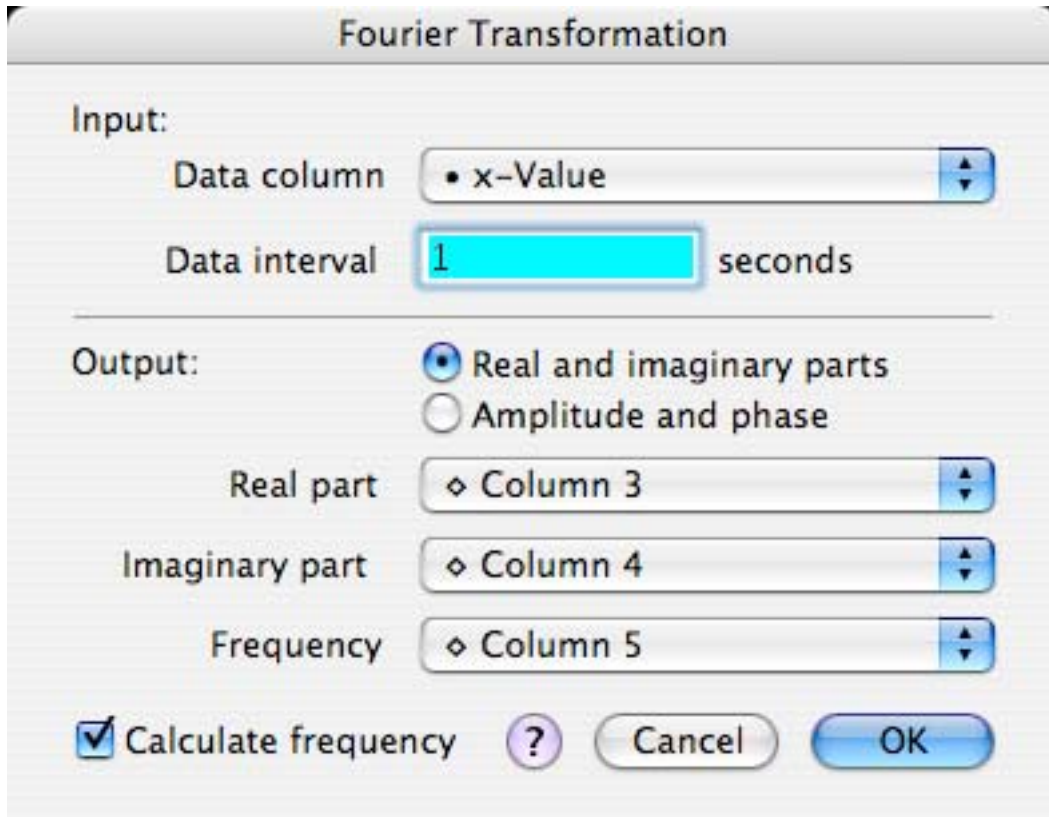 Fourier Transformation
Input:
Data column • x-Value
Data interval 1 seconds
Output: Real and imaginary parts
Amplitude and phase
Real part ⋄ Column 3
Imaginary part ⋄ Column 4
Frequency ⋄ Column 5
Calculate frequency ? Cancel OK